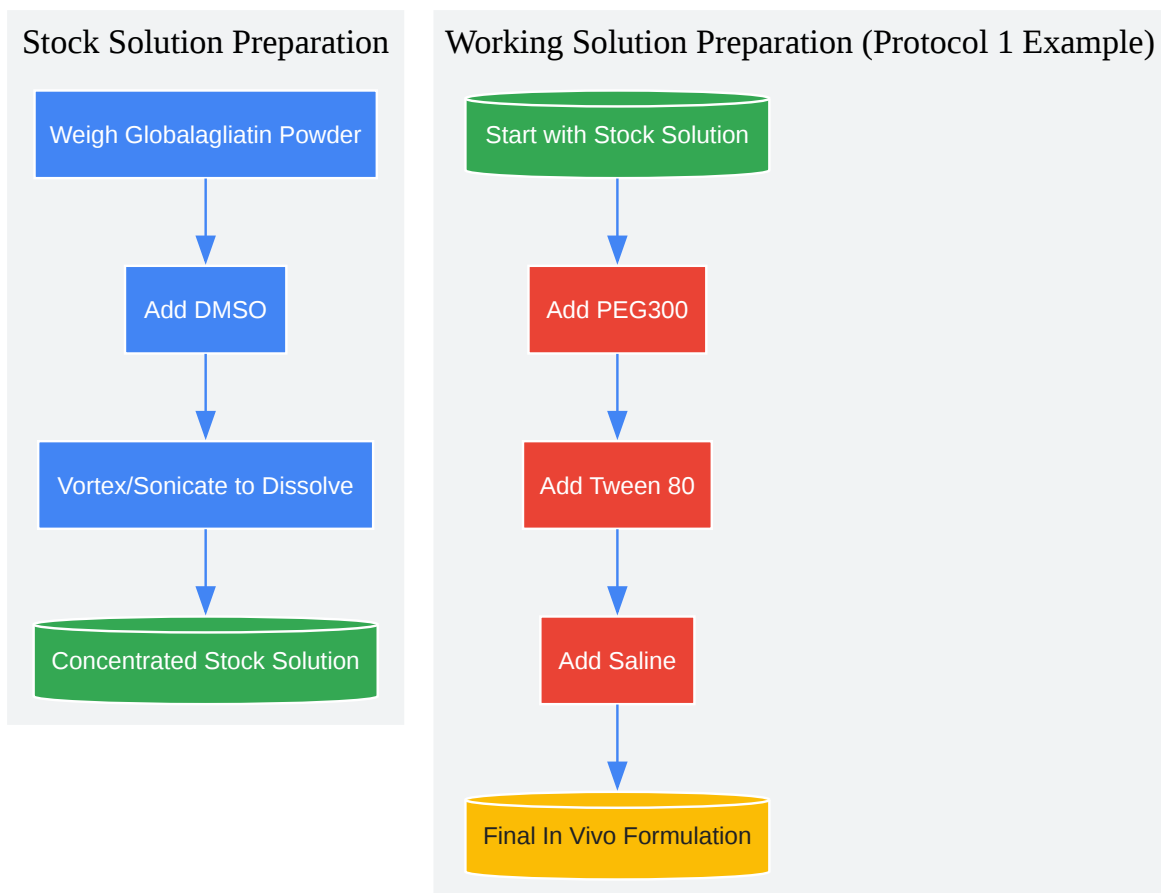 Stock Solution Preparation
Weigh Globalagliatin Powder
Add DMSO
Vortex/Sonicate to Dissolve
Concentrated Stock Solution
Working Solution Preparation (Protocol 1 Example)
Start with Stock Solution
Add PEG300
Add Tween 80
Add Saline
Final In Vivo Formulation